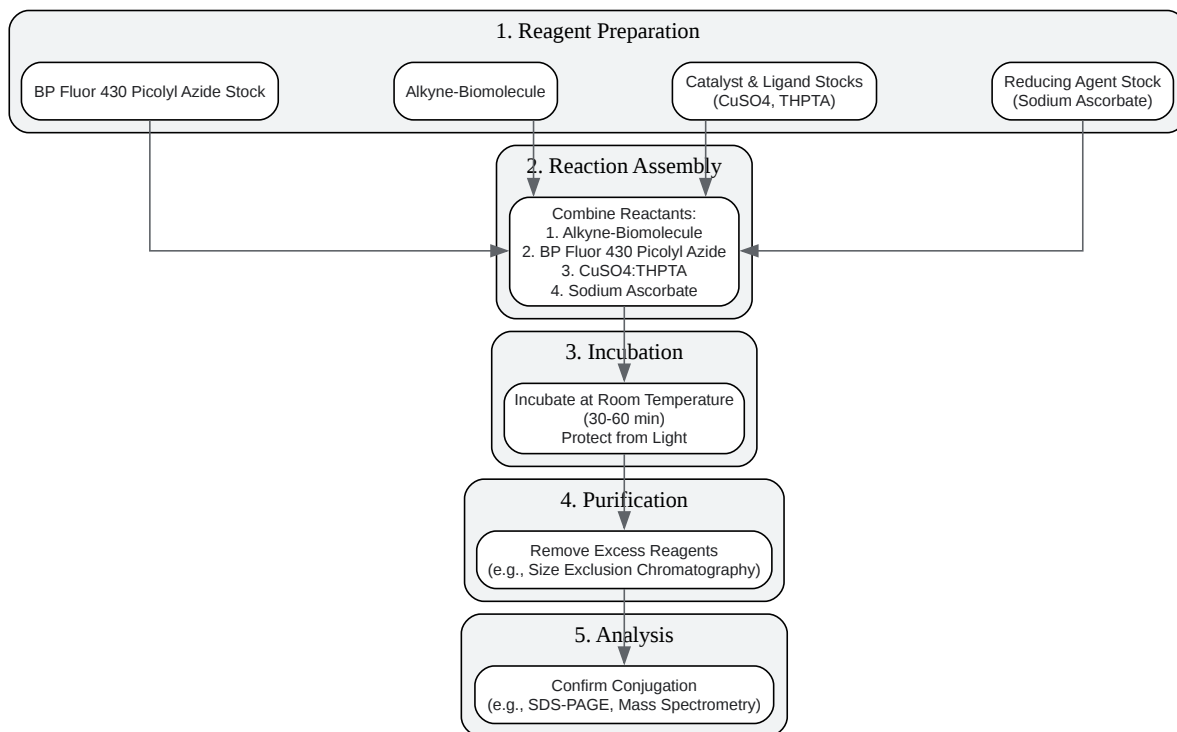 1. Reagent Preparation
BP Fluor 430 Picolyl Azide Stock
Alkyne-Biomolecule
Catalyst & Ligand Stocks
(CuSO4, THPTA)
Reducing Agent Stock
(Sodium Ascorbate)
2. Reaction Assembly
Combine Reactants:
1. Alkyne-Biomolecule
2. BP Fluor 430 Picolyl Azide
3. CuSO4:THPTA
4. Sodium Ascorbate
3. Incubation
Incubate at Room Temperature
(30-60 min)
Protect from Light
4. Purification
Remove Excess Reagents
(e.g., Size Exclusion Chromatography)
5. Analysis
Confirm Conjugation
(e.g., SDS-PAGE, Mass Spectrometry)